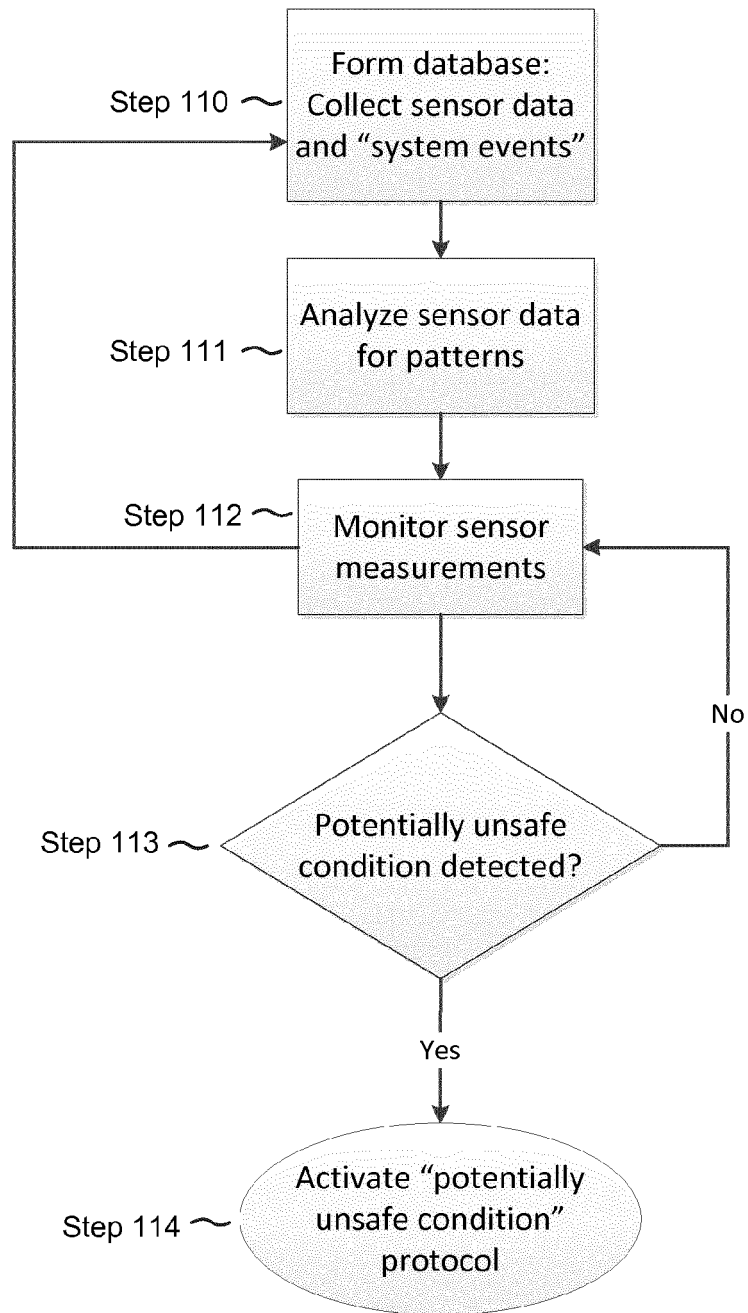 Step 110
Form database:
Collect sensor data
and “system events”
Step 111
Analyze sensor data
for patterns
Step 112
Monitor sensor
measurements
No
Step 113
Potentially unsafe
condition detected?
Yes
Step 114
Activate “potentially
unsafe condition”
protocol